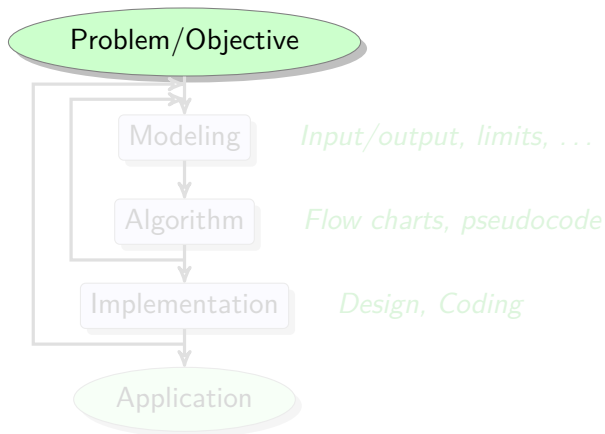 Problem/Objective
Modeling Input/output, limits, ...
Algorithm Flow charts, pseudocode
Implementation Design, Coding
Application